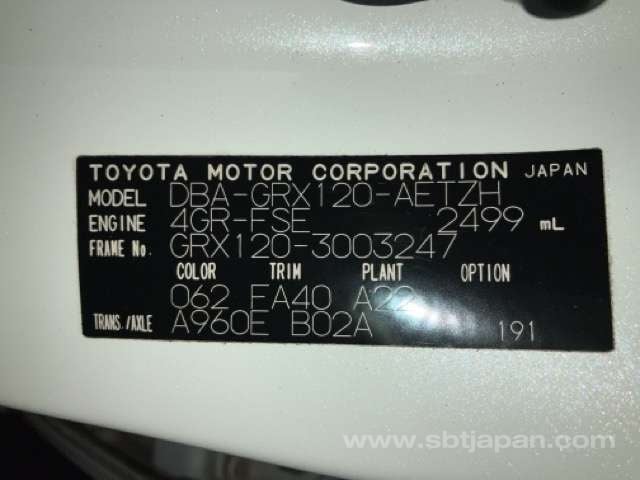 TOYOTA MOTOR CORPORATION JAPAN
MODEL DBA-GRX120-AETZH
ENGINE 4GR-FSE 2499 mL
FRAME No. GRX120-3003247
COLOR TRIM PLANT OPTION
062 FA40 A22
TRANS./AXLE A960E B02A 191
www.sbtjapan.com